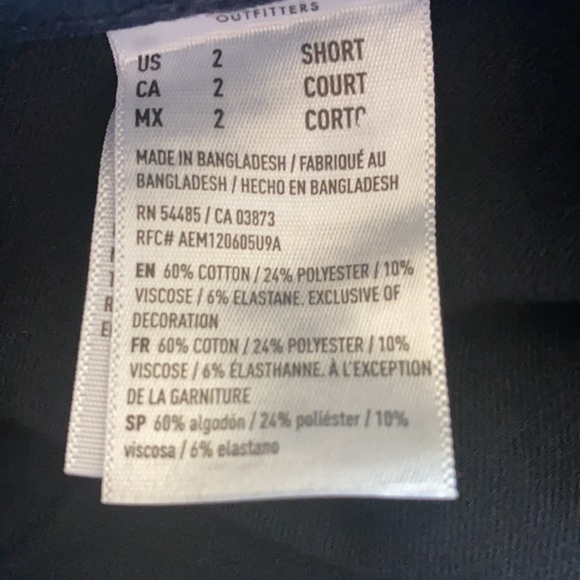 OUTFITTERS
US 2 SHORT
CA 2 COURT
MX 2 CORTO
MADE IN BANGLADESH / FABRIQUÉ AU
BANGLADESH / HECHO EN BANGLADESH
RN 54485 / CA 03873
RFC# AEM120605U9A
EN 60% COTTON / 24% POLYESTER / 10%
VISCOSE / 6% ELASTANE. EXCLUSIVE OF
DECORATION
FR 60% COTON / 24% POLYESTER / 10%
VISCOSE / 6% ÉLASTHANNE. À L'EXCEPTION
DE LA GARNITURE
SP 60% algodón / 24% poliéster / 10%
viscosa / 6% elastano